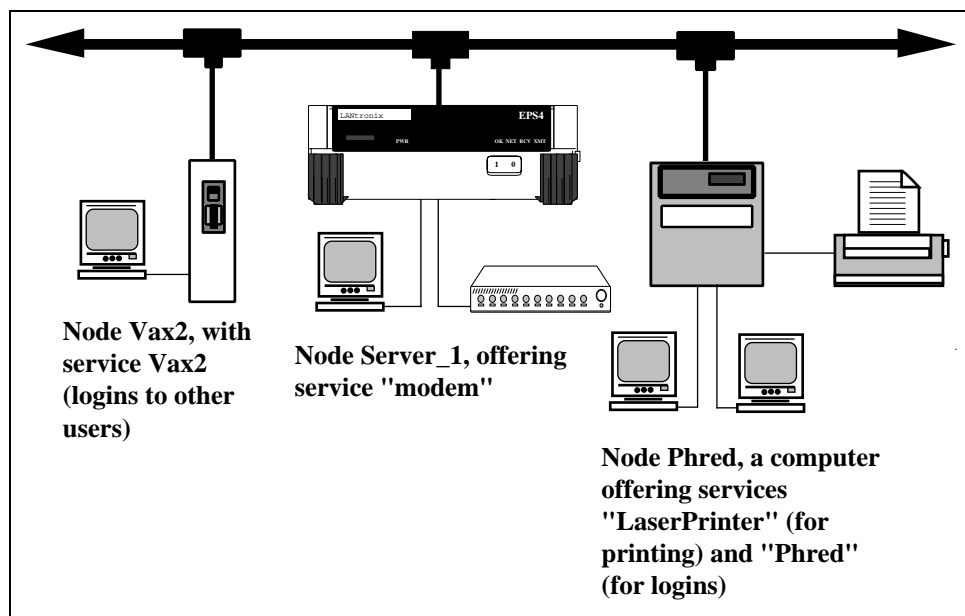 LANtronix
EPS4
PWR
OK NET RCV XMT
1 0
Node Vax2, with
service Vax2
(logins to other
users)
Node Server_1, offering
service "modem"
Node Phred, a computer
offering services
"LaserPrinter" (for
printing) and "Phred"
(for logins)